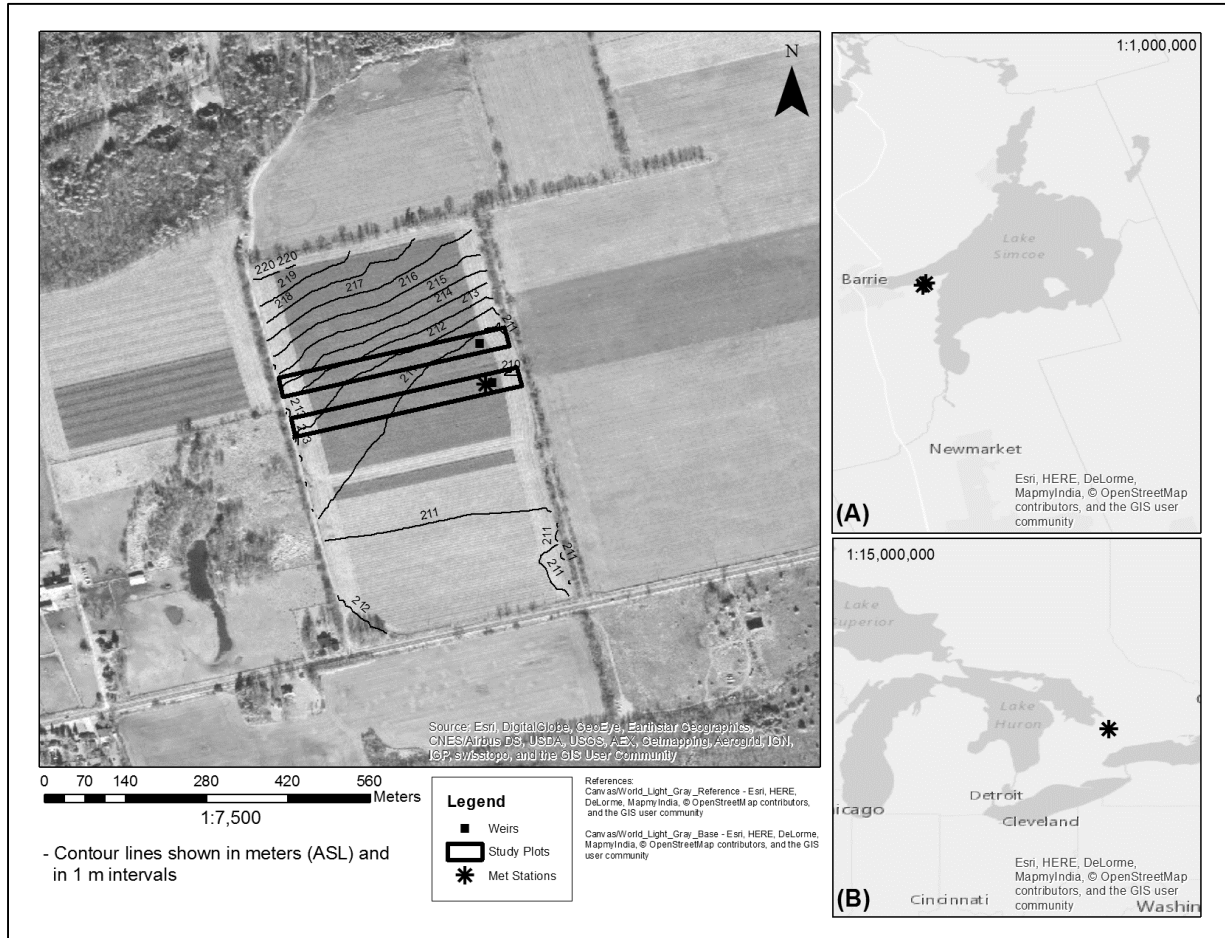 N
220 220
219
218
217
216
215
214
213
212
211
210
213
213
211
211
211
211
212
Source: Esri, DigitalGlobe, GeoEye, Earthstar Geographics,
CNES/Airbus DS, USDA, USGS, AEX, Getmapping, Aerogrid, IGN,
IGP, swisstopo, and the GIS User Community
0 70 140 280 420 560
Meters
1:7,500
- Contour lines shown in meters (ASL) and
in 1 m intervals
Legend
Weirs
Study Plots
Met Stations
References:
Canvas/World_Light_Gray_Reference - Esri, HERE,
DeLorme, MapmyIndia, © OpenStreetMap contributors,
and the GIS user community
Canvas/World_Light_Gray_Base - Esri, HERE, DeLorme,
MapmyIndia, © OpenStreetMap contributors, and the GIS
user community
1:1,000,000
Lake
Simcoe
Barrie
Newmarket
Esri, HERE, DeLorme,
MapmyIndia, © OpenStreetMap
contributors, and the GIS user
community
(A)
1:15,000,000
Lake
Superior
Lake
Huron
Detroit
hicago
Cleveland
Esri, HERE, DeLorme,
MapmyIndia, © OpenStreetMap
contributors, and the GIS user
community
(B)
Cincinnati
Washin